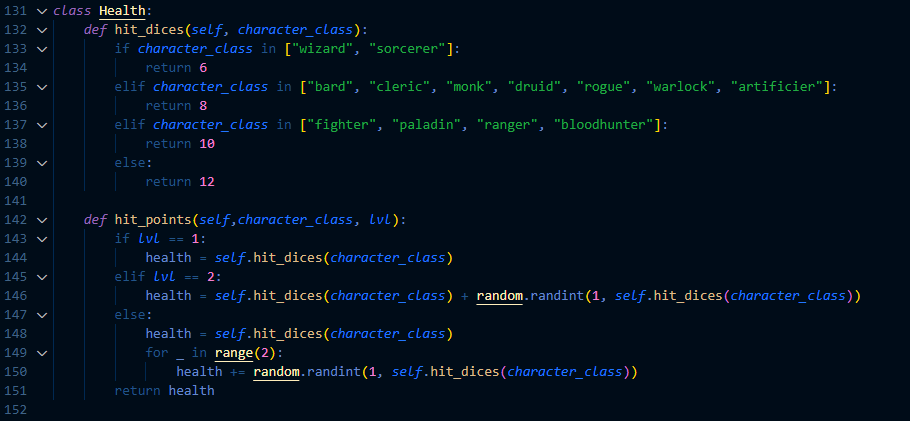 131 class Health:
132     def hit_dices(self, character_class):
133         if character_class in ["wizard", "sorcerer"]:
134             return 6
135         elif character_class in ["bard", "cleric", "monk", "druid", "rogue", "warlock", "artificier"]:
136             return 8
137         elif character_class in ["fighter", "paladin", "ranger", "bloodhunter"]:
138             return 10
139         else:
140             return 12
141
142     def hit_points(self,character_class, lvl):
143         if lvl == 1:
144             health = self.hit_dices(character_class)
145         elif lvl == 2:
146             health = self.hit_dices(character_class) + random.randint(1, self.hit_dices(character_class))
147         else:
148             health = self.hit_dices(character_class)
149             for _ in range(2):
150                 health += random.randint(1, self.hit_dices(character_class))
151         return health
152